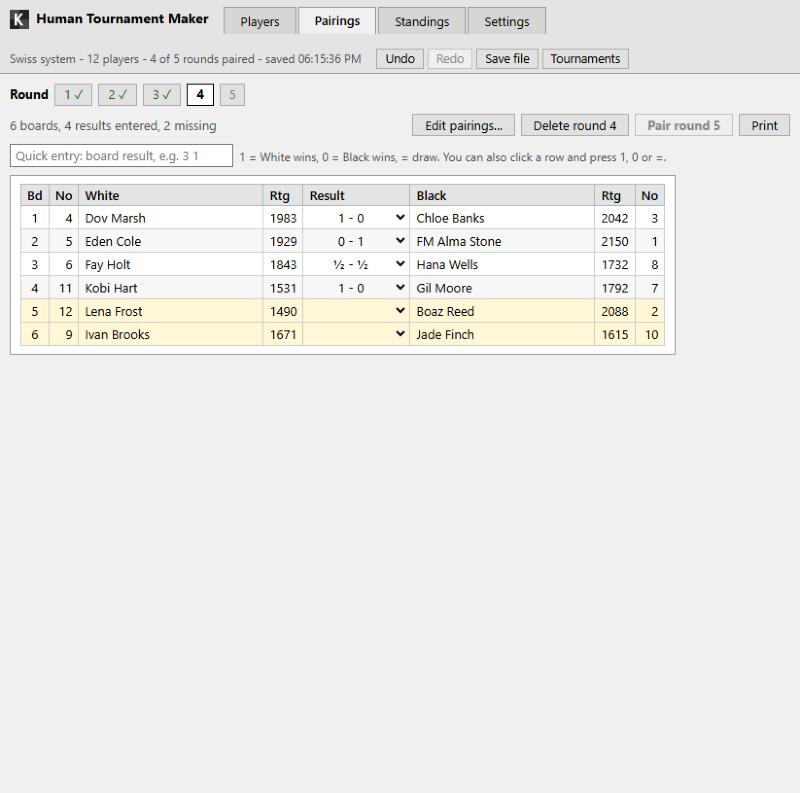 K Human Tournament Maker Players Pairings Standings Settings
Swiss system - 12 players - 4 of 5 rounds paired - saved 06:15:36 PM Undo Redo Save file Tournaments
Round 1 ✓ 2 ✓ 3 ✓ 4 5
6 boards, 4 results entered, 2 missing Edit pairings... Delete round 4 Pair round 5 Print
Quick entry: board result, e.g. 3 1 1 = White wins, 0 = Black wins, = draw. You can also click a row and press 1, 0 or =.
Bd No White Rtg Result Black Rtg No
1 4 Dov Marsh 1983 1 - 0 Chloe Banks 2042 3
2 5 Eden Cole 1929 0 - 1 FM Alma Stone 2150 1
3 6 Fay Holt 1843 ½ - ½ Hana Wells 1732 8
4 11 Kobi Hart 1531 1 - 0 Gil Moore 1792 7
5 12 Lena Frost 1490 Boaz Reed 2088 2
6 9 Ivan Brooks 1671 Jade Finch 1615 10